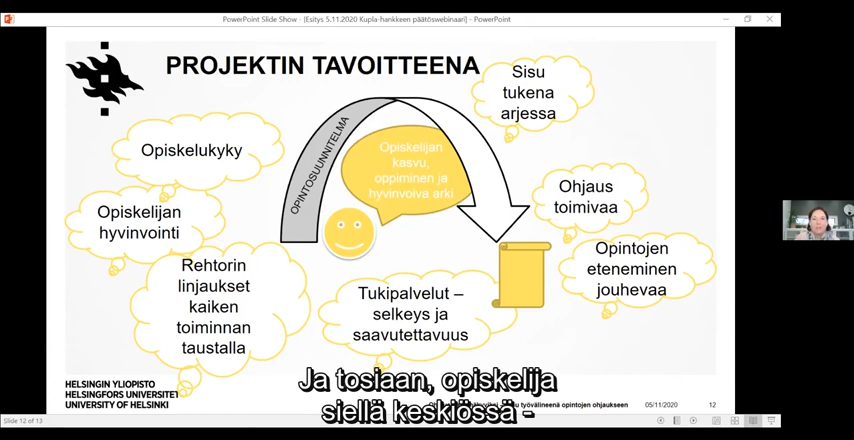 PowerPoint Slide Show - [Esitys 5.11.2020 Kupla-hankkeen päätöswebinaari] - PowerPoint
PROJEKTIN TAVOITTEENA
Sisu
tukena
arjessa
Opiskelukyky
OPINTOSUUNNITELMA
Opiskelijan
kasvu,
oppiminen ja
hyvinvoiva arki
Ohjaus
toimivaa
Opiskelijan
hyvinvointi
Opintojen
eteneminen
jouhevaa
Rehtorin
linjaukset
kaiken
toiminnan
taustalla
Tukipalvelut –
selkeys ja
saavutettavuus
Ja tosiaan, opiskelija
siellä keskiössä -
HELSINGIN YLIOPISTO
HELSINGFORS UNIVERSITET
UNIVERSITY OF HELSINKI
työvälineenä opintojen ohjaukseen
05/11/2020
12
Slide 12 of 13